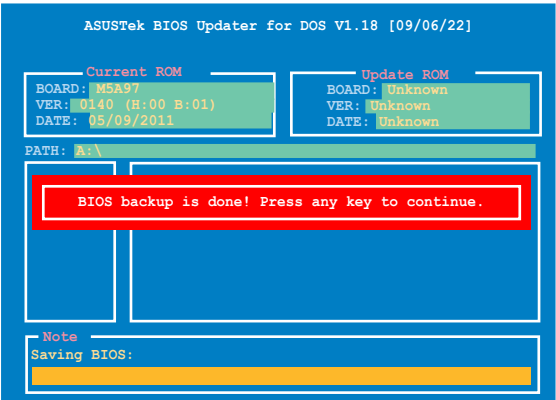 ASUSTek BIOS Updater for DOS V1.18 [09/06/22]
Current ROM
BOARD: M5A97
VER: 0140 (H:00 B:01)
DATE: 05/09/2011
Update ROM
BOARD: Unknown
VER: Unknown
DATE: Unknown
PATH: A:\
BIOS backup is done! Press any key to continue.
Note
Saving BIOS: